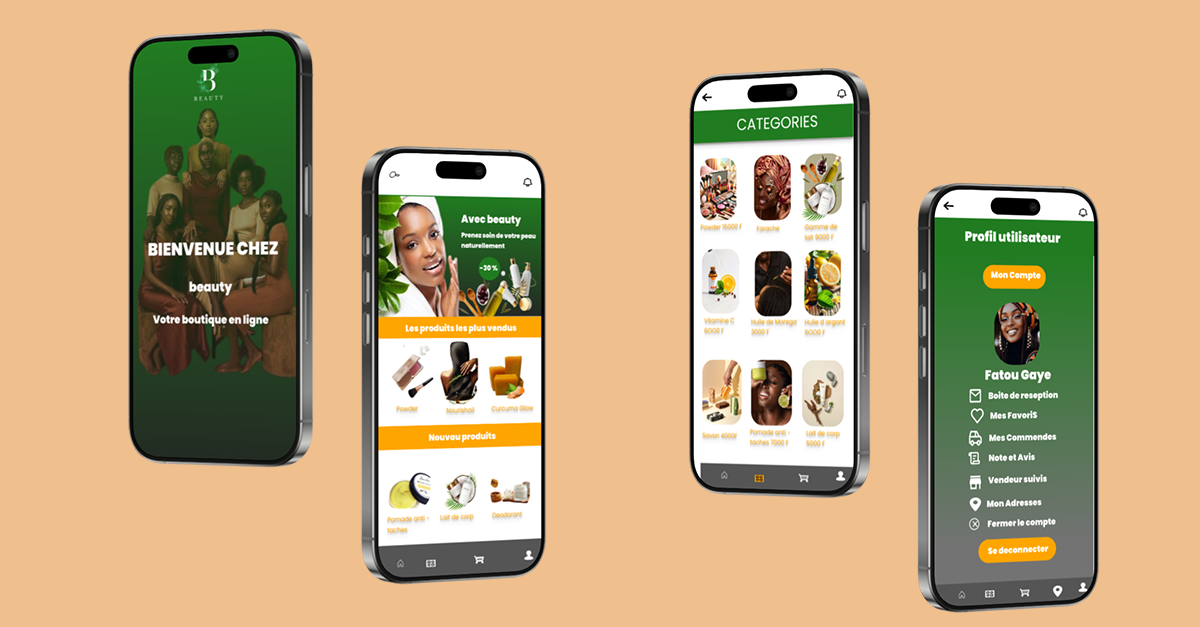 B
BEAUTY
BIENVENUE CHEZ
beauty
Votre boutique en ligne
Avec beauty
Prenez soin de votre peau
naturellement
-30 %
Les produits les plus vendus
Powder
Nourishoil
Curcuma Glow
Nouveau produits
Pomade anti -
taches
Lait de corp
Deodorant
CATEGORIES
Powder 15000 F
Farache
Gamme de
soit 9000 F
Vitamine C
6000 F
Huile de Moroga
3000 F
Huile d argant
6000 F
Savon 4000F
Pomade anti -
taches 7000 F
Lait de corp
5000 F
Profil utilisateur
Mon Compte
Fatou Gaye
Boite de reseption
Mes FavoriS
Mes Commendes
Note et Avis
Vendeur suivis
Mon Adresses
Fermer le compte
Se deconnecter